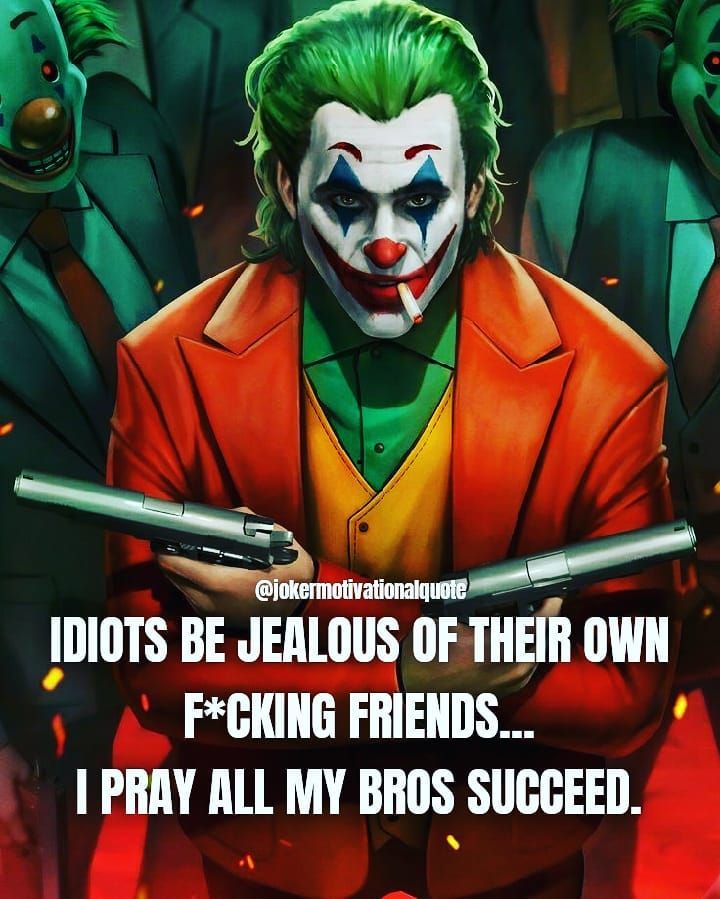 @jokermotivationalquote
IDIOTS BE JEALOUS OF THEIR OWN
F*CKING FRIENDS...
I PRAY ALL MY BROS SUCCEED.